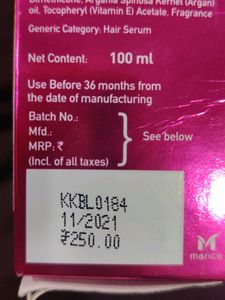 Dimethicone, Argania Spinosa Kernel (Argan)
oil, Tocopheryl (Vitamin E) Acetate, Fragrance
Generic Category: Hair Serum
Net Content: 100 ml
Use Before 36 months from
the date of manufacturing
Batch No.:
Mfd.:
MRP: ₹
(Incl. of all taxes)
See below
KKBL0184
11/2021
₹250.00
marico